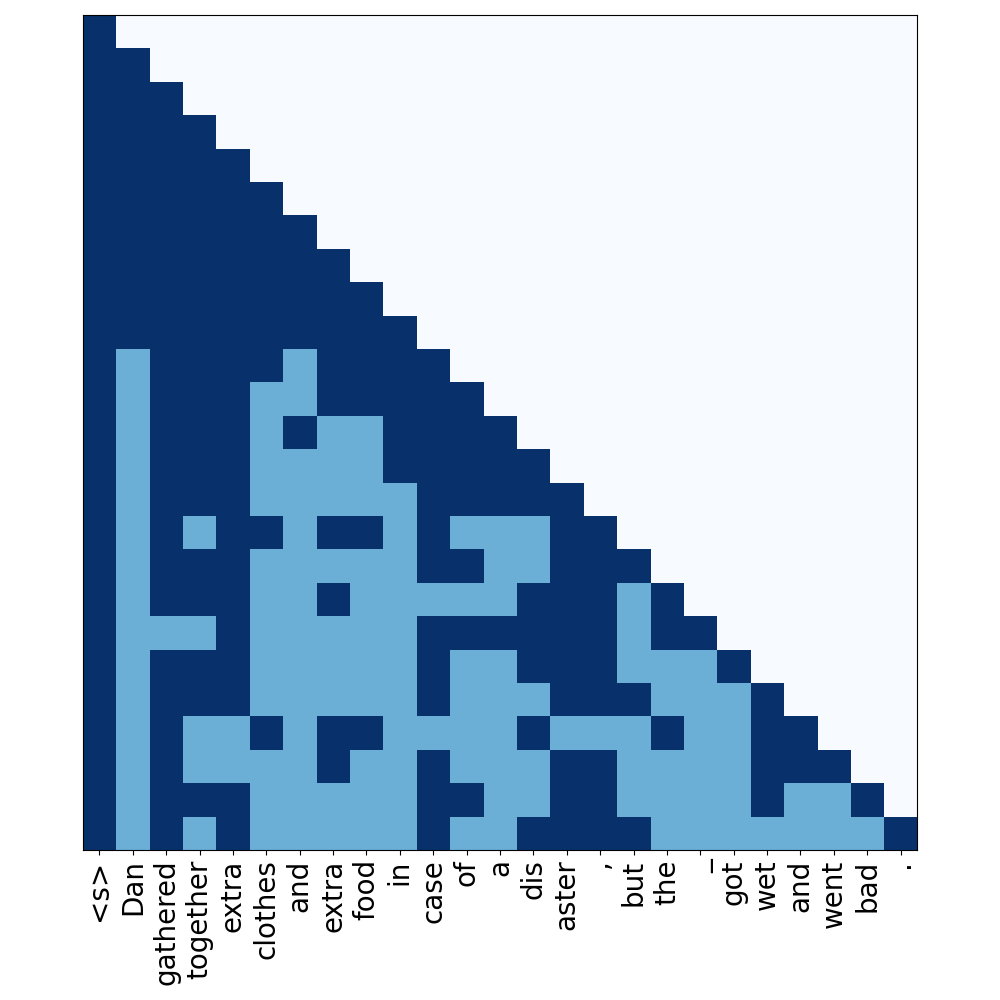 <s>
Dan
gathered
together
extra
clothes
and
extra
food
in
case
of
a
dis
aster
,
but
the
_
got
wet
and
went
bad
.